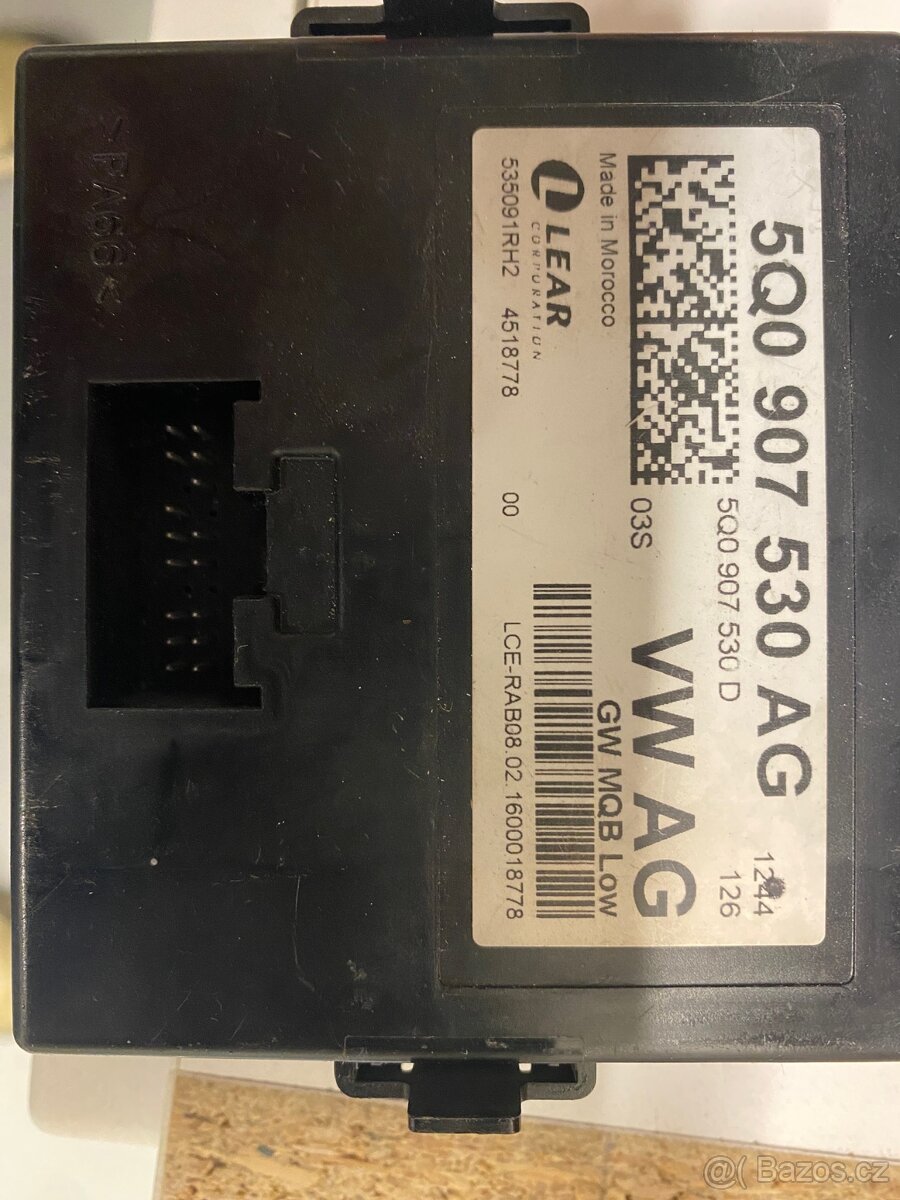 5Q0 907 530 AG
1244
5Q0 907 530 D
126
03S
VW AG
Made in Morocco
GW MQB Low
LEAR
CORPORATION
535091RH2 4518778 00 LCE-RAB08.02.1600018778
>PA66<
@( Bazos.cz